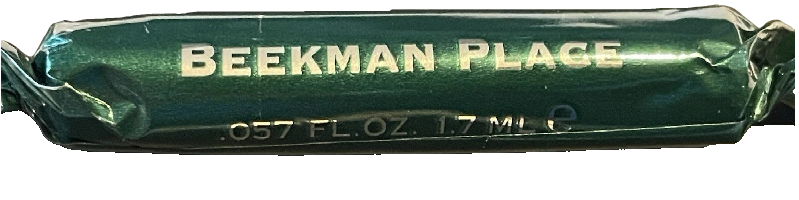 BEEKMAN PLACE
.057 FL.OZ. 1.7 ML ℮